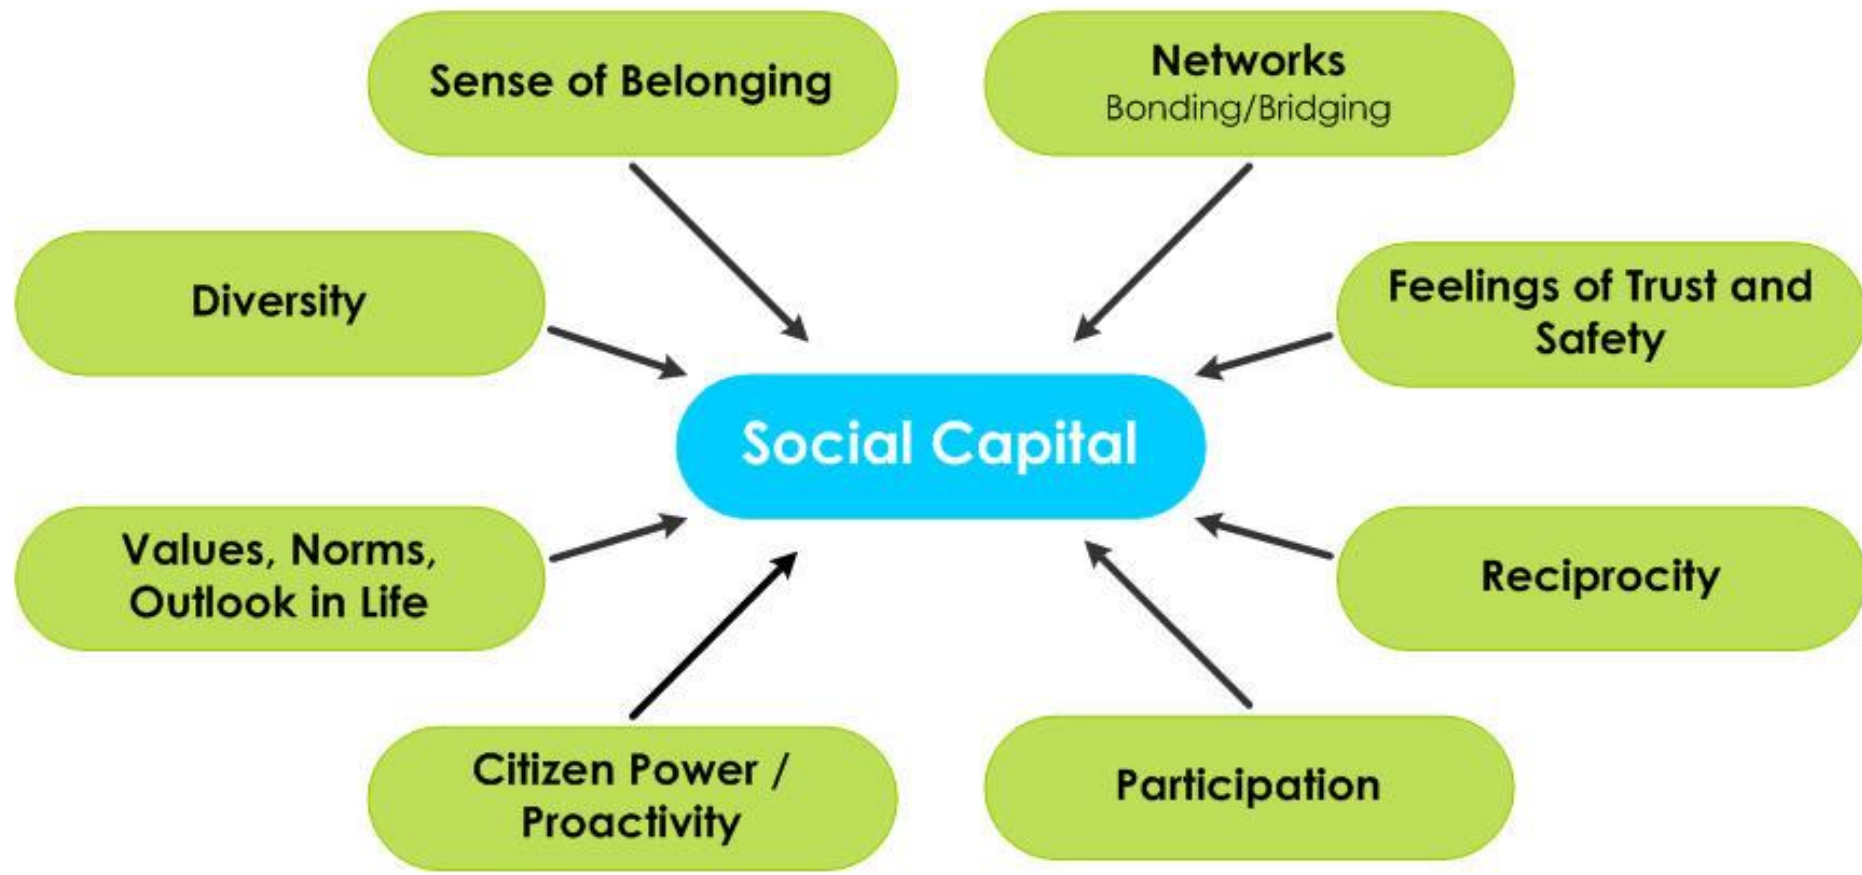 Sense of Belonging
Networks
Bonding/Bridging
Diversity
Feelings of Trust and
Safety
Social Capital
Values, Norms,
Outlook in Life
Reciprocity
Citizen Power /
Proactivity
Participation